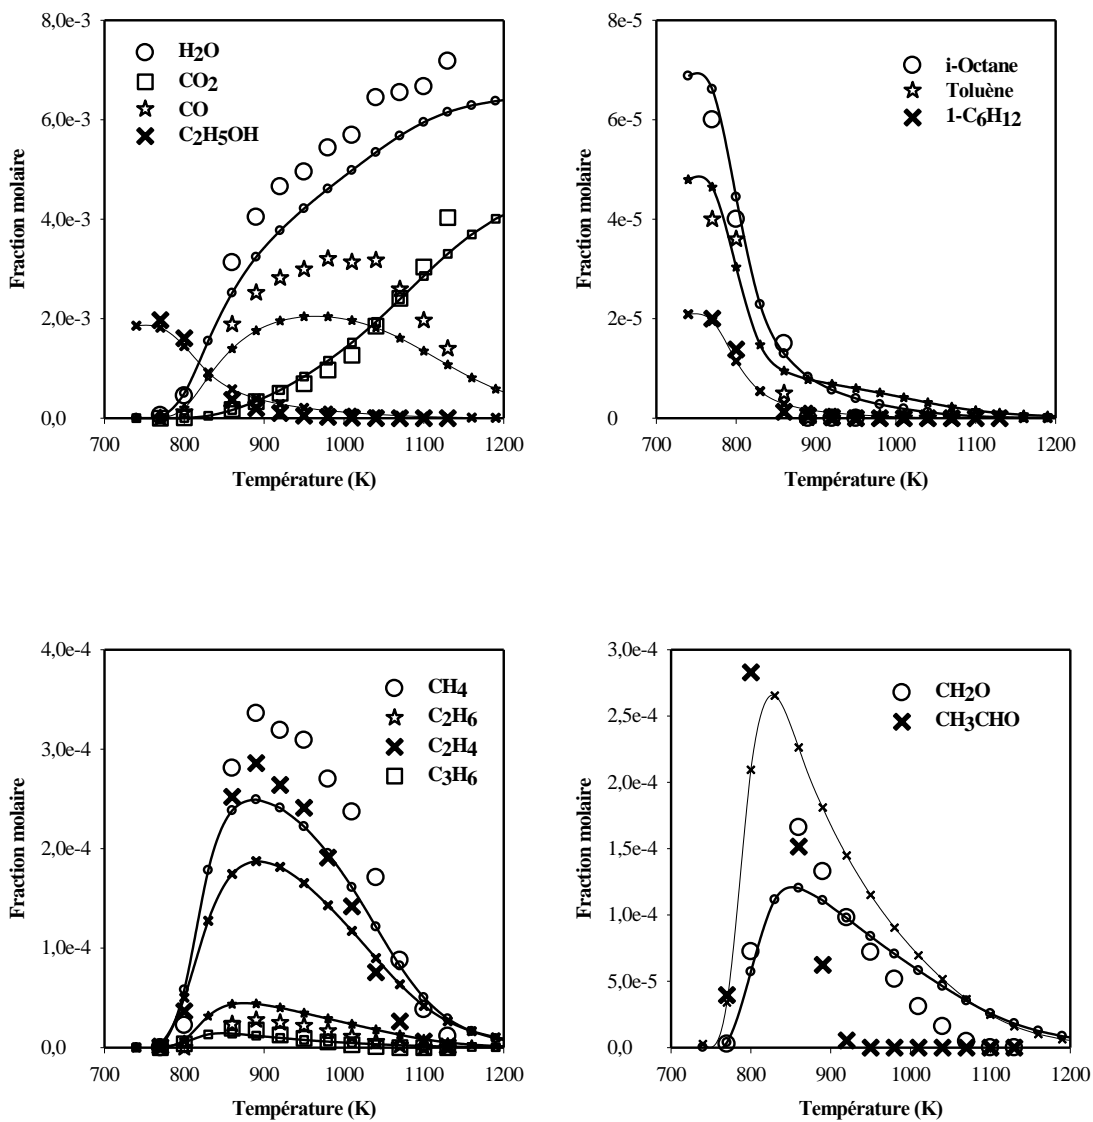 8,0e-3
6,0e-3
4,0e-3
2,0e-3
0,0
700 800 900 1000 1100 1200
Fraction molaire
Température (K)
H2O
CO2
CO
C2H5OH
8e-5
6e-5
4e-5
2e-5
0
700 800 900 1000 1100 1200
Fraction molaire
Température (K)
i-Octane
Toluène
1-C6H12
4,0e-4
3,0e-4
2,0e-4
1,0e-4
0,0
700 800 900 1000 1100 1200
Fraction molaire
Température (K)
CH4
C2H6
C2H4
C3H6
3,0e-4
2,5e-4
2,0e-4
1,5e-4
1,0e-4
5,0e-5
0,0
700 800 900 1000 1100 1200
Fraction molaire
Température (K)
CH2O
CH3CHO